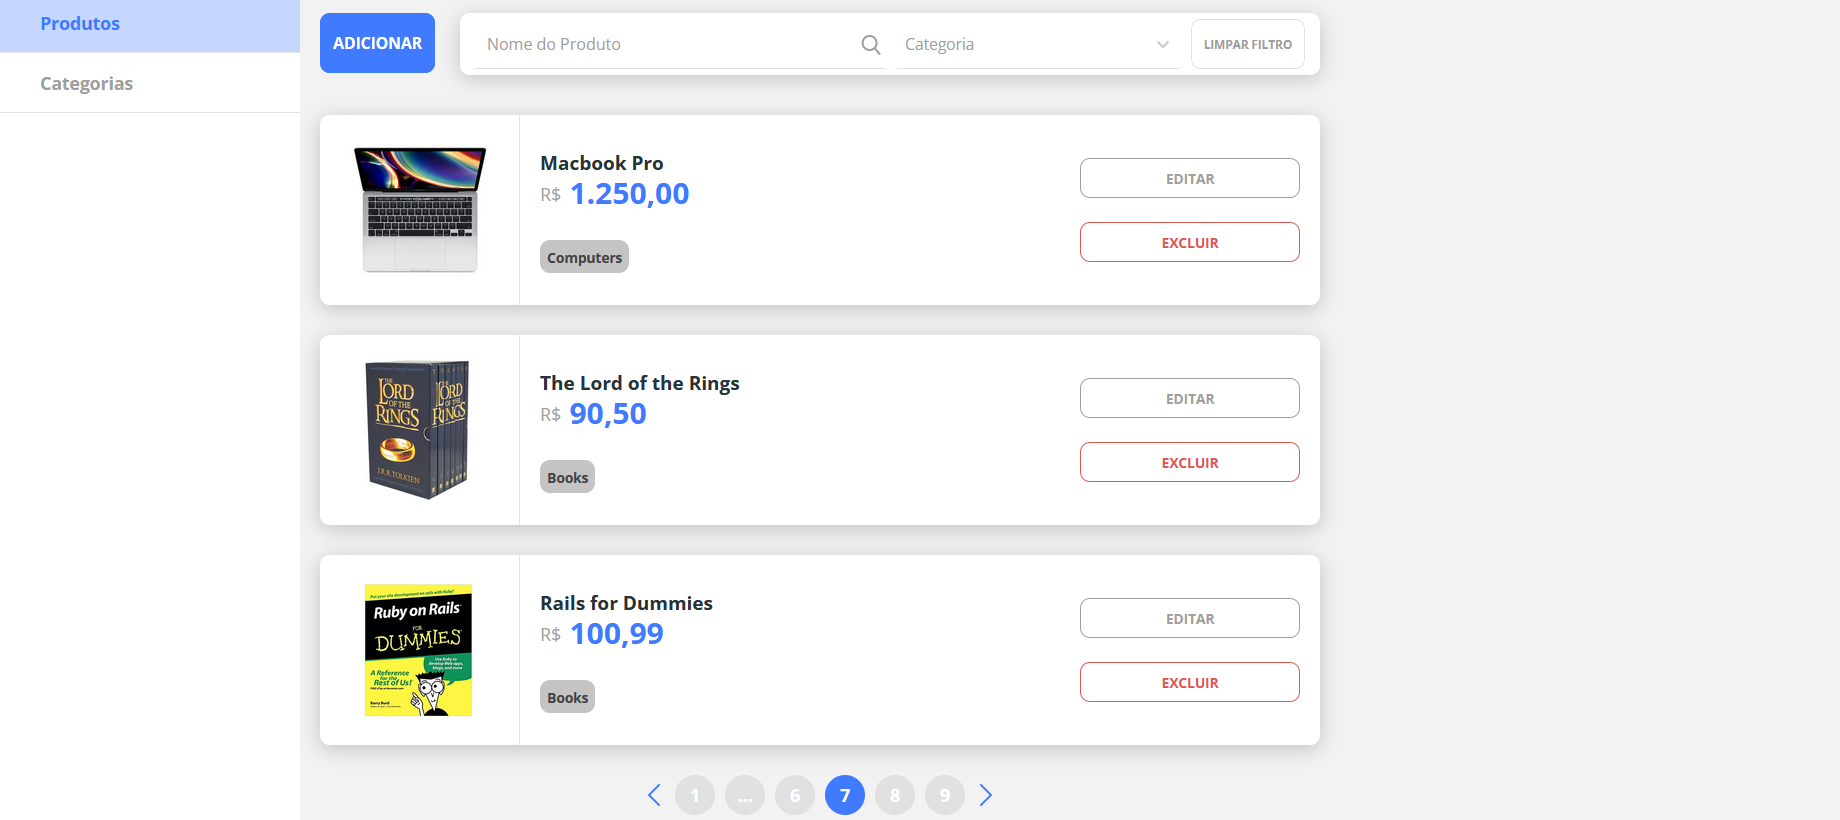 Produtos
Categorias
ADICIONAR
Nome do Produto
Categoria
LIMPAR FILTRO
Macbook Pro
R$ 1.250,00
Computers
EDITAR
EXCLUIR
THE
LORD
OF THE
RINGS
LORD
OF THE
RINGS
J.R.R. TOLKIEN
The Lord of the Rings
R$ 90,50
Books
EDITAR
EXCLUIR
Ruby on Rails
FOR
DUMMIES
A Reference
for the
Rest of Us!
Barry Burd
Rails for Dummies
R$ 100,99
Books
EDITAR
EXCLUIR
1 ... 6 7 8 9